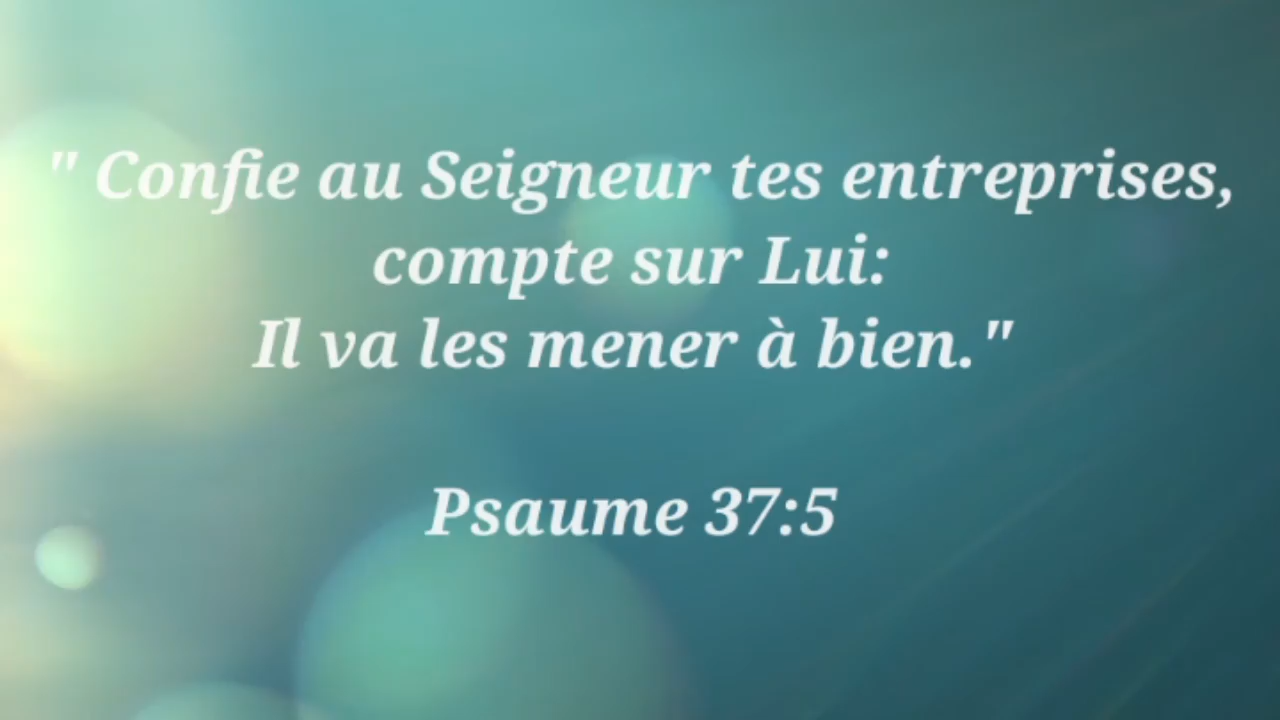 " Confie au Seigneur tes entreprises,
compte sur Lui:
Il va les mener à bien."
Psaume 37:5